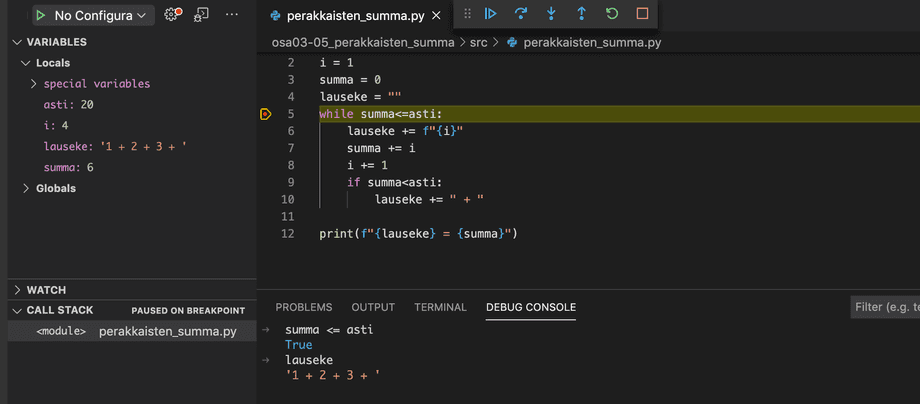 No Configura
perakkaisten_summa.py
VARIABLES
Locals
special variables
asti: 20
i: 4
lauseke: '1 + 2 + 3 + '
summa: 6
Globals
WATCH
CALL STACK PAUSED ON BREAKPOINT
<module> perakkaisten_summa.py
osa03-05_perakkaisten_summa > src > perakkaisten_summa.py
2 i = 1
3 summa = 0
4 lauseke = ""
5 while summa<=asti:
6 lauseke += f"{i}"
7 summa += i
8 i += 1
9 if summa<asti:
10 lauseke += " + "
11
12 print(f"{lauseke} = {summa}")
PROBLEMS OUTPUT TERMINAL DEBUG CONSOLE
Filter (e.g. te
→ summa <= asti
True
→ lauseke
'1 + 2 + 3 + '